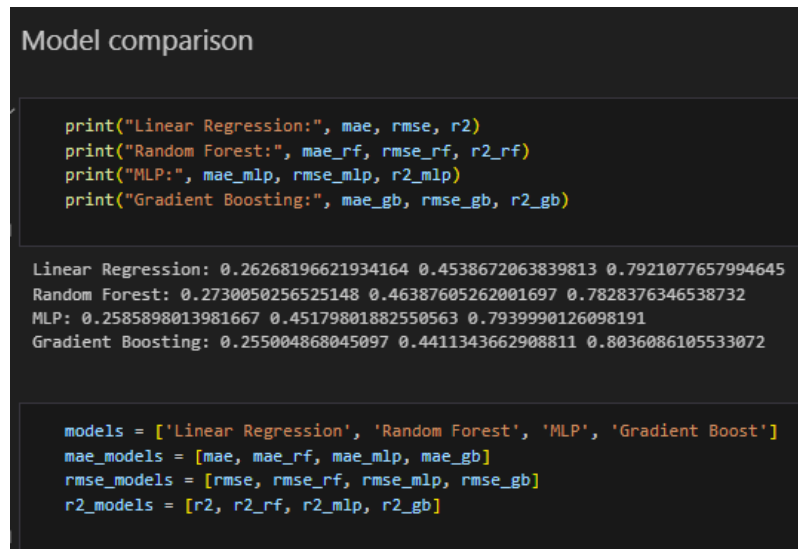 Model comparison
print("Linear Regression:", mae, rmse, r2)
print("Random Forest:", mae_rf, rmse_rf, r2_rf)
print("MLP:", mae_mlp, rmse_mlp, r2_mlp)
print("Gradient Boosting:", mae_gb, rmse_gb, r2_gb)
Linear Regression: 0.26268196621934164 0.4538672063839813 0.7921077657994645
Random Forest: 0.2730050256525148 0.46387605262001697 0.7828376346538732
MLP: 0.2585898013981667 0.45179801882550563 0.7939990126098191
Gradient Boosting: 0.255004868045097 0.4411343662908811 0.8036086105533072
models = ['Linear Regression', 'Random Forest', 'MLP', 'Gradient Boost']
mae_models = [mae, mae_rf, mae_mlp, mae_gb]
rmse_models = [rmse, rmse_rf, rmse_mlp, rmse_gb]
r2_models = [r2, r2_rf, r2_mlp, r2_gb]